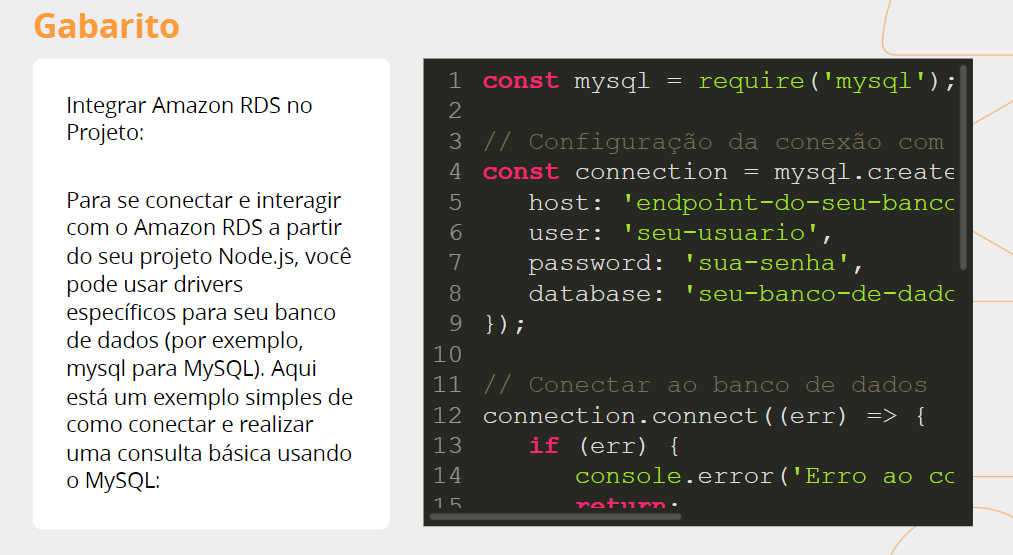 Gabarito
Integrar Amazon RDS no
Projeto:
Para se conectar e interagir
com o Amazon RDS a partir
do seu projeto Node.js, você
pode usar drivers
específicos para seu banco
de dados (por exemplo,
mysql para MySQL). Aqui
está um exemplo simples de
como conectar e realizar
uma consulta básica usando
o MySQL:
1 const mysql = require('mysql');
2
3 // Configuração da conexão com
4 const connection = mysql.create
5 host: 'endpoint-do-seu-banco
6 user: 'seu-usuario',
7 password: 'sua-senha',
8 database: 'seu-banco-de-dado
9 });
10
11 // Conectar ao banco de dados
12 connection.connect((err) => {
13 if (err) {
14 console.error('Erro ao co
15 return;